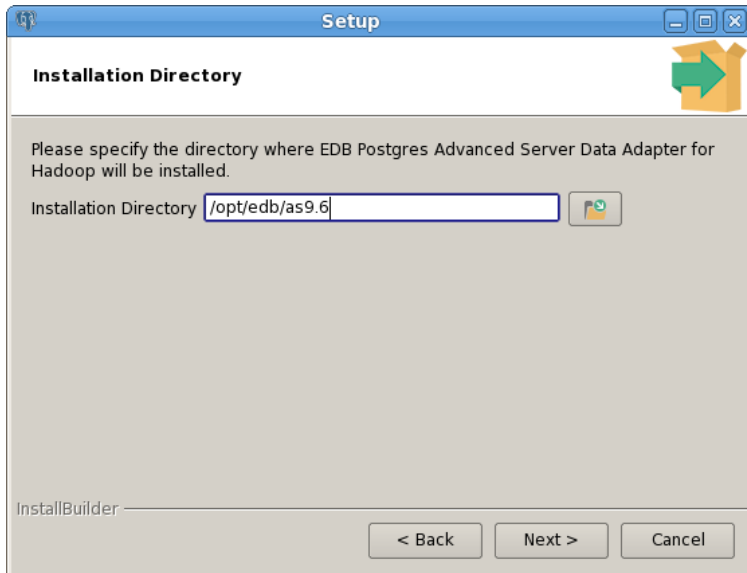 Setup
Installation Directory
Please specify the directory where EDB Postgres Advanced Server Data Adapter for
Hadoop will be installed.
Installation Directory /opt/edb/as9.6
InstallBuilder
< Back Next > Cancel